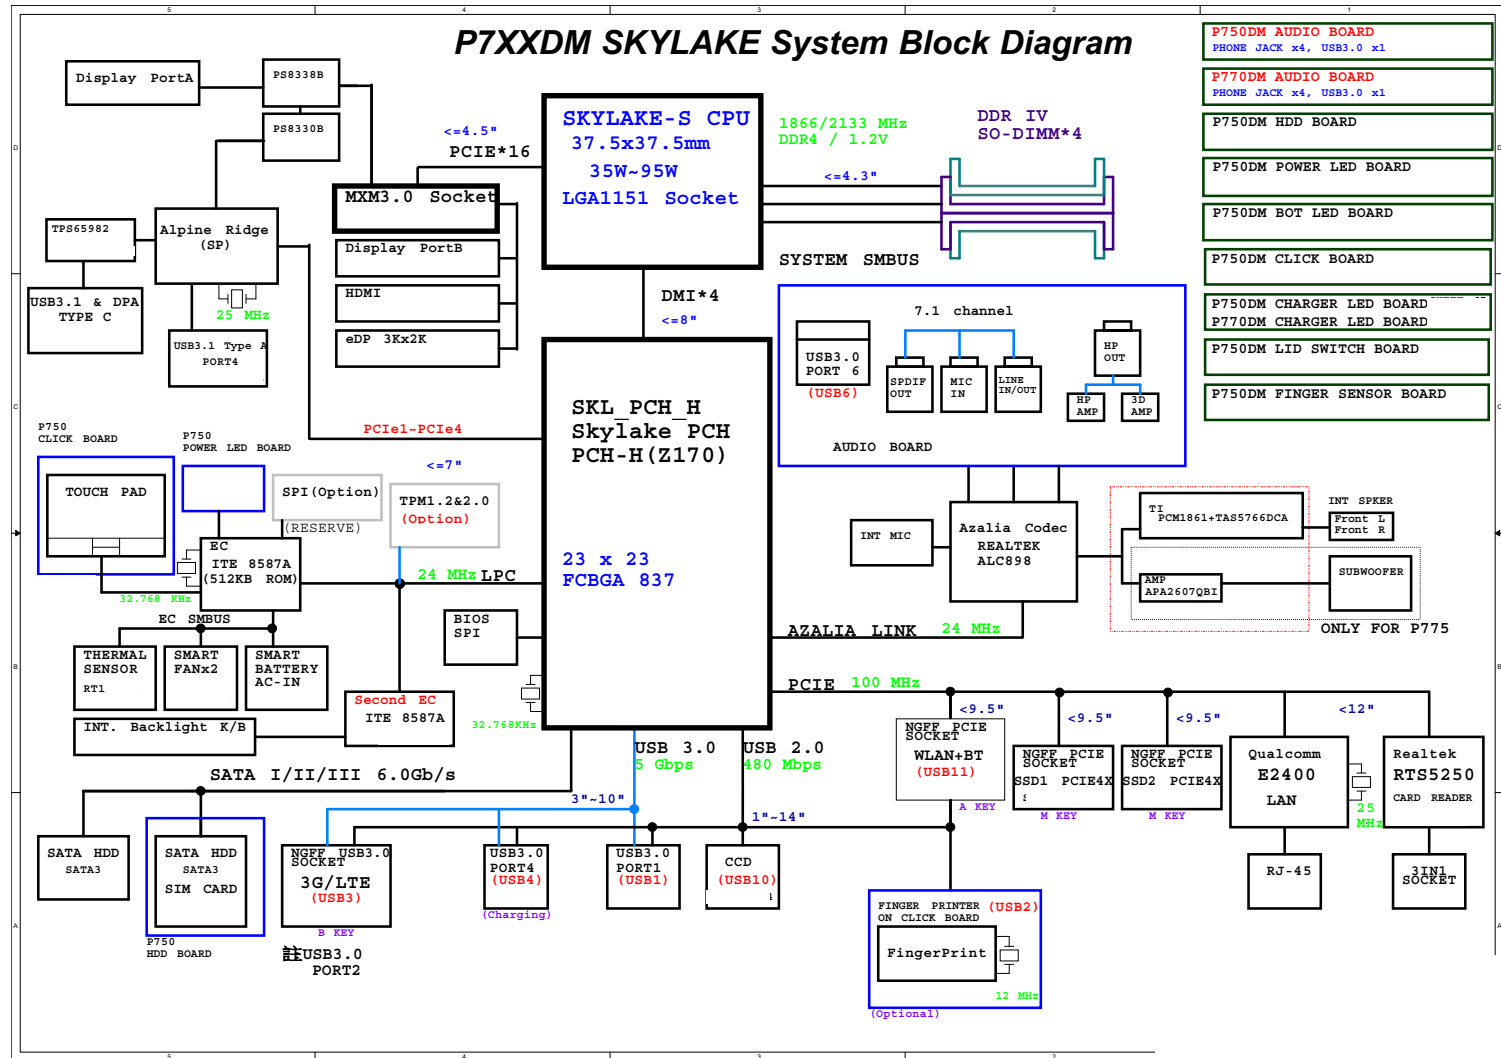 P7XXDM SKYLAKE System Block Diagram
P750DM AUDIO BOARD
PHONE JACK x4, USB3.0 x1
P770DM AUDIO BOARD
PHONE JACK x4, USB3.0 x1
P750DM HDD BOARD
P750DM POWER LED BOARD
P750DM BOT LED BOARD
P750DM CLICK BOARD
P750DM CHARGER LED BOARD
P770DM CHARGER LED BOARD
P750DM LID SWITCH BOARD
P750DM FINGER SENSOR BOARD
Display PortA
PS8338B
PS8330B
<=4.5"
PCIE*16
SKYLAKE-S CPU
37.5x37.5mm
35W~95W
LGA1151 Socket
1866/2133 MHz
DDR4 / 1.2V
DDR IV
SO-DIMM*4
<=4.3"
SYSTEM SMBUS
MXM3.0 Socket
Display PortB
HDMI
eDP 3Kx2K
TPS65982
Alpine Ridge
(SP)
25 MHz
USB3.1 & DPA
TYPE C
USB3.1 Type A
PORT4
DMI*4
<=8"
7.1 channel
USB3.0
PORT 6
(USB6)
SPDIF
OUT
MIC
IN
LINE
IN/OUT
HP
OUT
HP
AMP
3D
AMP
AUDIO BOARD
SKL_PCH_H
Skylake PCH
PCH-H(Z170)
23 x 23
FCBGA 837
PCIe1~PCIe4
<=7"
P750
CLICK BOARD
TOUCH PAD
P750
POWER LED BOARD
SPI(Option)
(RESERVE)
TPM1.2&2.0
(Option)
EC
ITE 8587A
(512KB ROM)
32.768 KHz
24 MHz
LPC
BIOS
SPI
EC SMBUS
THERMAL
SENSOR
RT1
SMART
FANx2
SMART
BATTERY
AC-IN
INT. Backlight K/B
Second EC
ITE 8587A
32.768KHz
INT MIC
Azalia Codec
REALTEK
ALC898
TI
PCM1861+TAS5766DCA
INT SPKER
Front L
Front R
AMP
APA2607QBI
SUBWOOFER
ONLY FOR P775
AZALIA LINK
24 MHz
PCIE
100 MHz
<9.5"
<9.5"
<9.5"
<12"
NGFF PCIE
SOCKET
WLAN+BT
(USB11)
A KEY
NGFF PCIE
SOCKET
SSD1 PCIE4X
M KEY
NGFF PCIE
SOCKET
SSD2 PCIE4X
M KEY
Qualcomm
E2400
LAN
25
MHz
Realtek
RTS5250
CARD READER
RJ-45
3IN1
SOCKET
USB 3.0
5 Gbps
USB 2.0
480 Mbps
SATA I/II/III 6.0Gb/s
3"~10"
1"~14"
SATA HDD
SATA3
SATA HDD
SATA3
SIM CARD
P750
HDD BOARD
NGFF USB3.0
SOCKET
3G/LTE
(USB3)
B KEY
註USB3.0
PORT2
USB3.0
PORT4
(USB4)
(Charging)
USB3.0
PORT1
(USB1)
CCD
(USB10)
FINGER PRINTER (USB2)
ON CLICK BOARD
FingerPrint
12 MHz
(Optional)